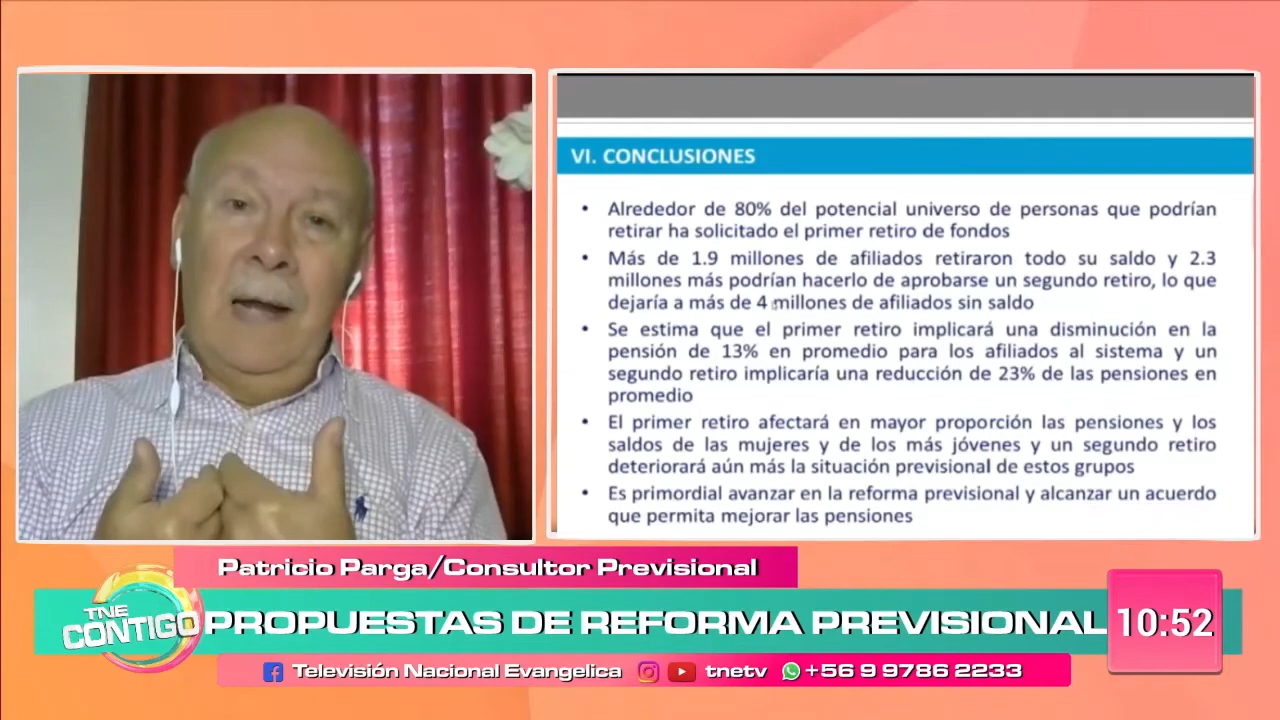 VI. CONCLUSIONES
• Alrededor de 80% del potencial universo de personas que podrían
retirar ha solicitado el primer retiro de fondos
• Más de 1.9 millones de afiliados retiraron todo su saldo y 2.3
millones más podrían hacerlo de aprobarse un segundo retiro, lo que
dejaría a más de 4 millones de afiliados sin saldo
• Se estima que el primer retiro implicará una disminución en la
pensión de 13% en promedio para los afiliados al sistema y un
segundo retiro implicaría una reducción de 23% de las pensiones en
promedio
• El primer retiro afectará en mayor proporción las pensiones y los
saldos de las mujeres y de los más jóvenes y un segundo retiro
deteriorará aún más la situación previsional de estos grupos
• Es primordial avanzar en la reforma previsional y alcanzar un acuerdo
que permita mejorar las pensiones
Patricio Parga/Consultor Previsional
TNE
CONTIGO
PROPUESTAS DE REFORMA PREVISIONAL
10:52
Televisión Nacional Evangelica tnetv +56 9 9786 2233